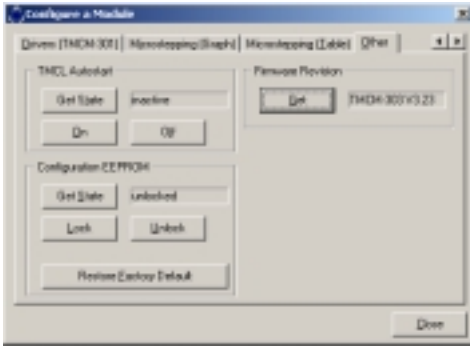 Configure a Module
Drivers (TMCM-301) Microstepping (Graph) Microstepping (Table) Other
TMCL Autostart
Get State inactive
On Off
Configuration EEPROM
Get State unlocked
Lock Unlock
Restore Factory Default
Firmware Revision
Get TMCM-303 V3.23
Close